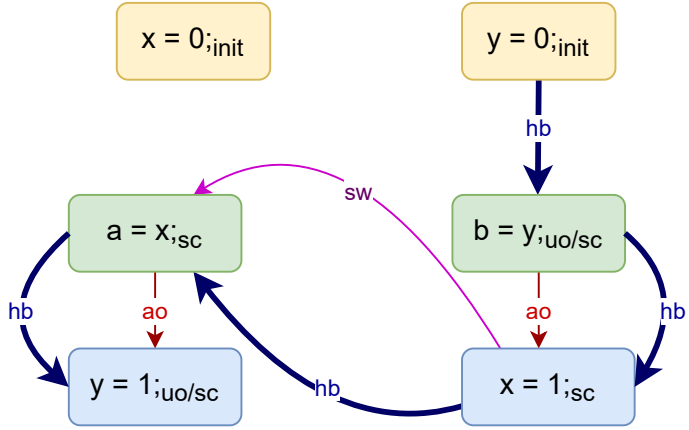 x = 0;init
y = 0;init
hb
sw
a = x;sc
b = y;uo/sc
hb
ao
ao
hb
hb
y = 1;uo/sc
x = 1;sc